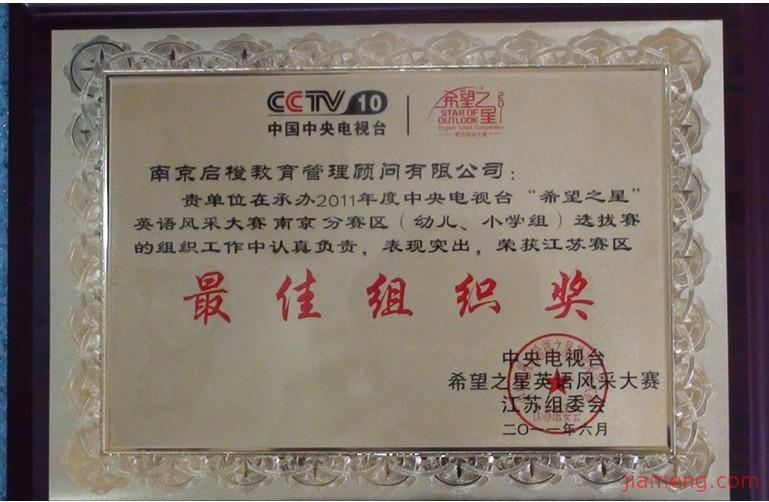 CCTV 10
中国中央电视台
希望之星
STAR OF OUTLOOK
English Talent Competition
南京启橙教育管理顾问有限公司：
贵单位在承办2011年度中央电视台“希望之星”
英语风采大赛南京分赛区（幼儿、小学组）选拔赛
的组织工作中认真负责，表现突出，荣获江苏赛区
最佳组织奖
中央电视台
希望之星英语风采大赛
江苏组委会
二〇一一年六月
jiameng.com